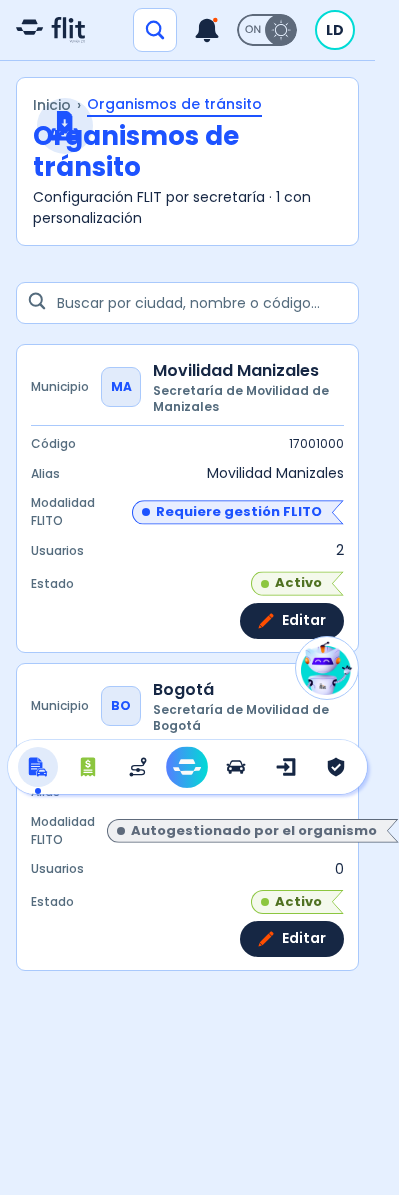 flit
ON
LD
Inicio › Organismos de tránsito
Organismos de
tránsito
Configuración FLIT por secretaría · 1 con
personalización
Buscar por ciudad, nombre o código...
Municipio
MA
Movilidad Manizales
Secretaría de Movilidad de
Manizales
Código
17001000
Alias
Movilidad Manizales
Modalidad
FLITO
Requiere gestión FLITO
Usuarios
2
Estado
Activo
Editar
Municipio
BO
Bogotá
Secretaría de Movilidad de
Bogotá
Modalidad
FLITO
Autogestionado por el organismo
Usuarios
0
Estado
Activo
Editar